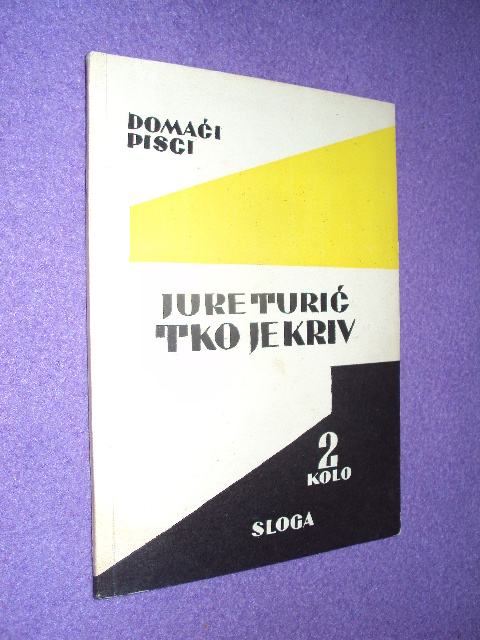 DOMAĆI
PISCI
JURE TURIĆ
TKO JE KRIV
2
KOLO
SLOGA